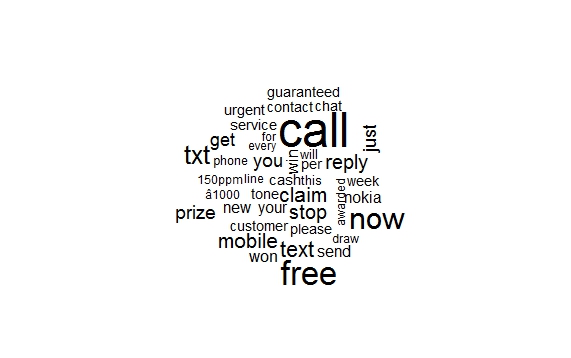 guaranteed
urgent contact chat
service for call just
get every
txt phone you win will per reply
150ppm line cash this week
â1000 tone claim awarded nokia
prize new your stop now
customer please
mobile text draw
won send
free